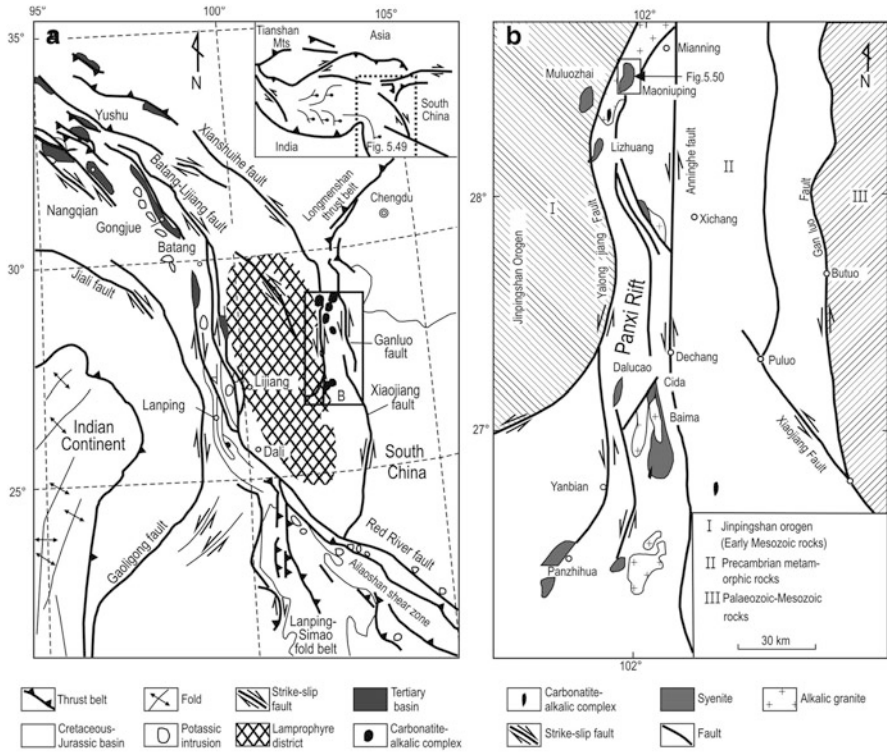 95°
100°
105°
35°
30°
25°
a
N
Tianshan
Mts
Asia
South
China
India
Fig. 5.49
Yushu
Xianshuihe fault
Batang-Lijiang fault
Longmenshan
thrust belt
Chengdu
Nangqian
Gongjue
Batang
Jiali fault
Ganluo
fault
Lijiang
B
Xiaojiang
fault
Lanping
Indian
Continent
Dali
South
China
Gaoligong fault
Red River fault
Ailaoshan shear zone
Lanping-
Simao
fold belt
Thrust belt
Fold
Strike-slip
fault
Tertiary
basin
Cretaceous-
Jurassic basin
Potassic
intrusion
Lamprophyre
district
Carbonatite-
alkalic complex
b
102°
N
Mianning
Muluozhai
Fig.5.50
Maoniuping
Lizhuang
Anninghe fault
II
28°
I
Xichang
III
Jinpingshan Orogen
Yalong jiang Fault
Gan luo Fault
Butuo
Panxi Rift
Dechang
Puluo
Dalucao
Cida
Baima
27°
Xiaojiang Fault
Yanbian
Panzhihua
I Jinpingshan orogen
(Early Mesozoic rocks)
II Precambrian metam-
orphic rocks
III Palaeozoic-Mesozoic
rocks
30 km
102°
Carbonatite-
alkalic complex
Syenite
Alkalic granite
Strike-slip fault
Fault